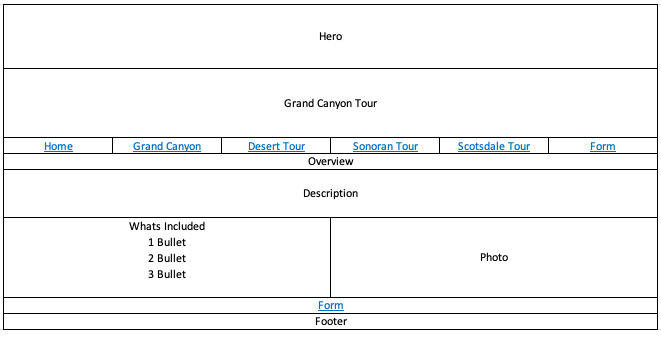 Hero
Grand Canyon Tour
Home Grand Canyon Desert Tour Sonoran Tour Scotsdale Tour Form
Overview
Description
Whats Included
1 Bullet
2 Bullet
3 Bullet
Photo
Form
Footer